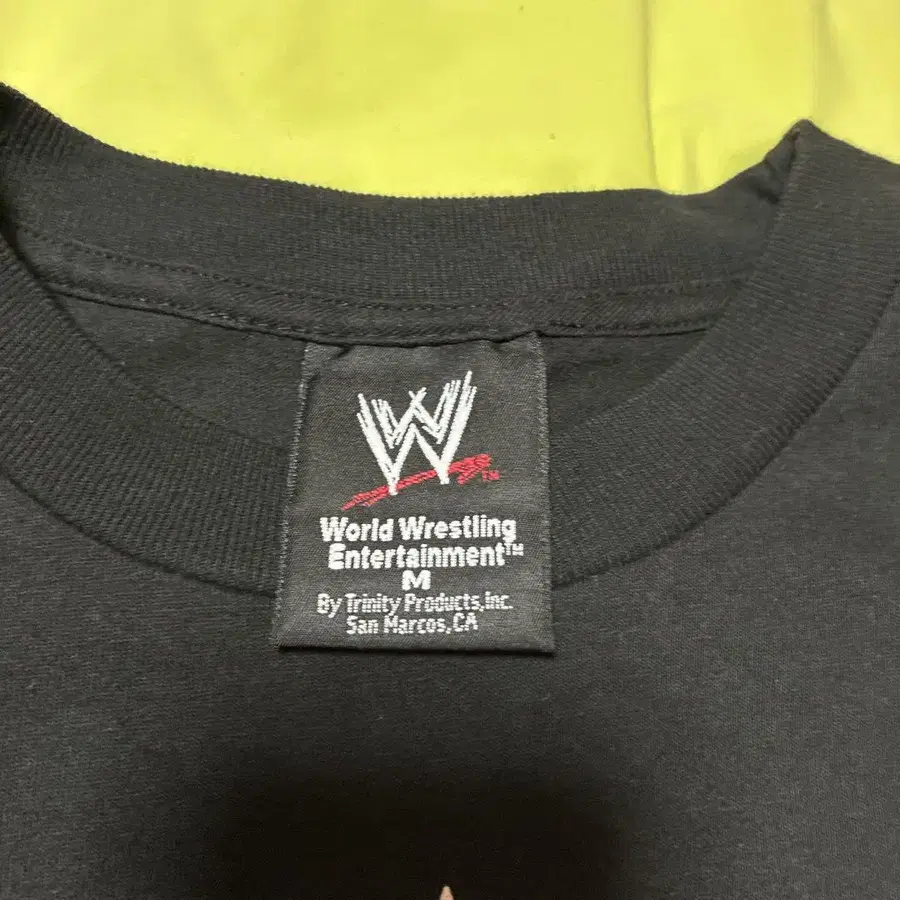 W
World Wrestling
Entertainment™
M
By Trinity Products, Inc.
San Marcos, CA